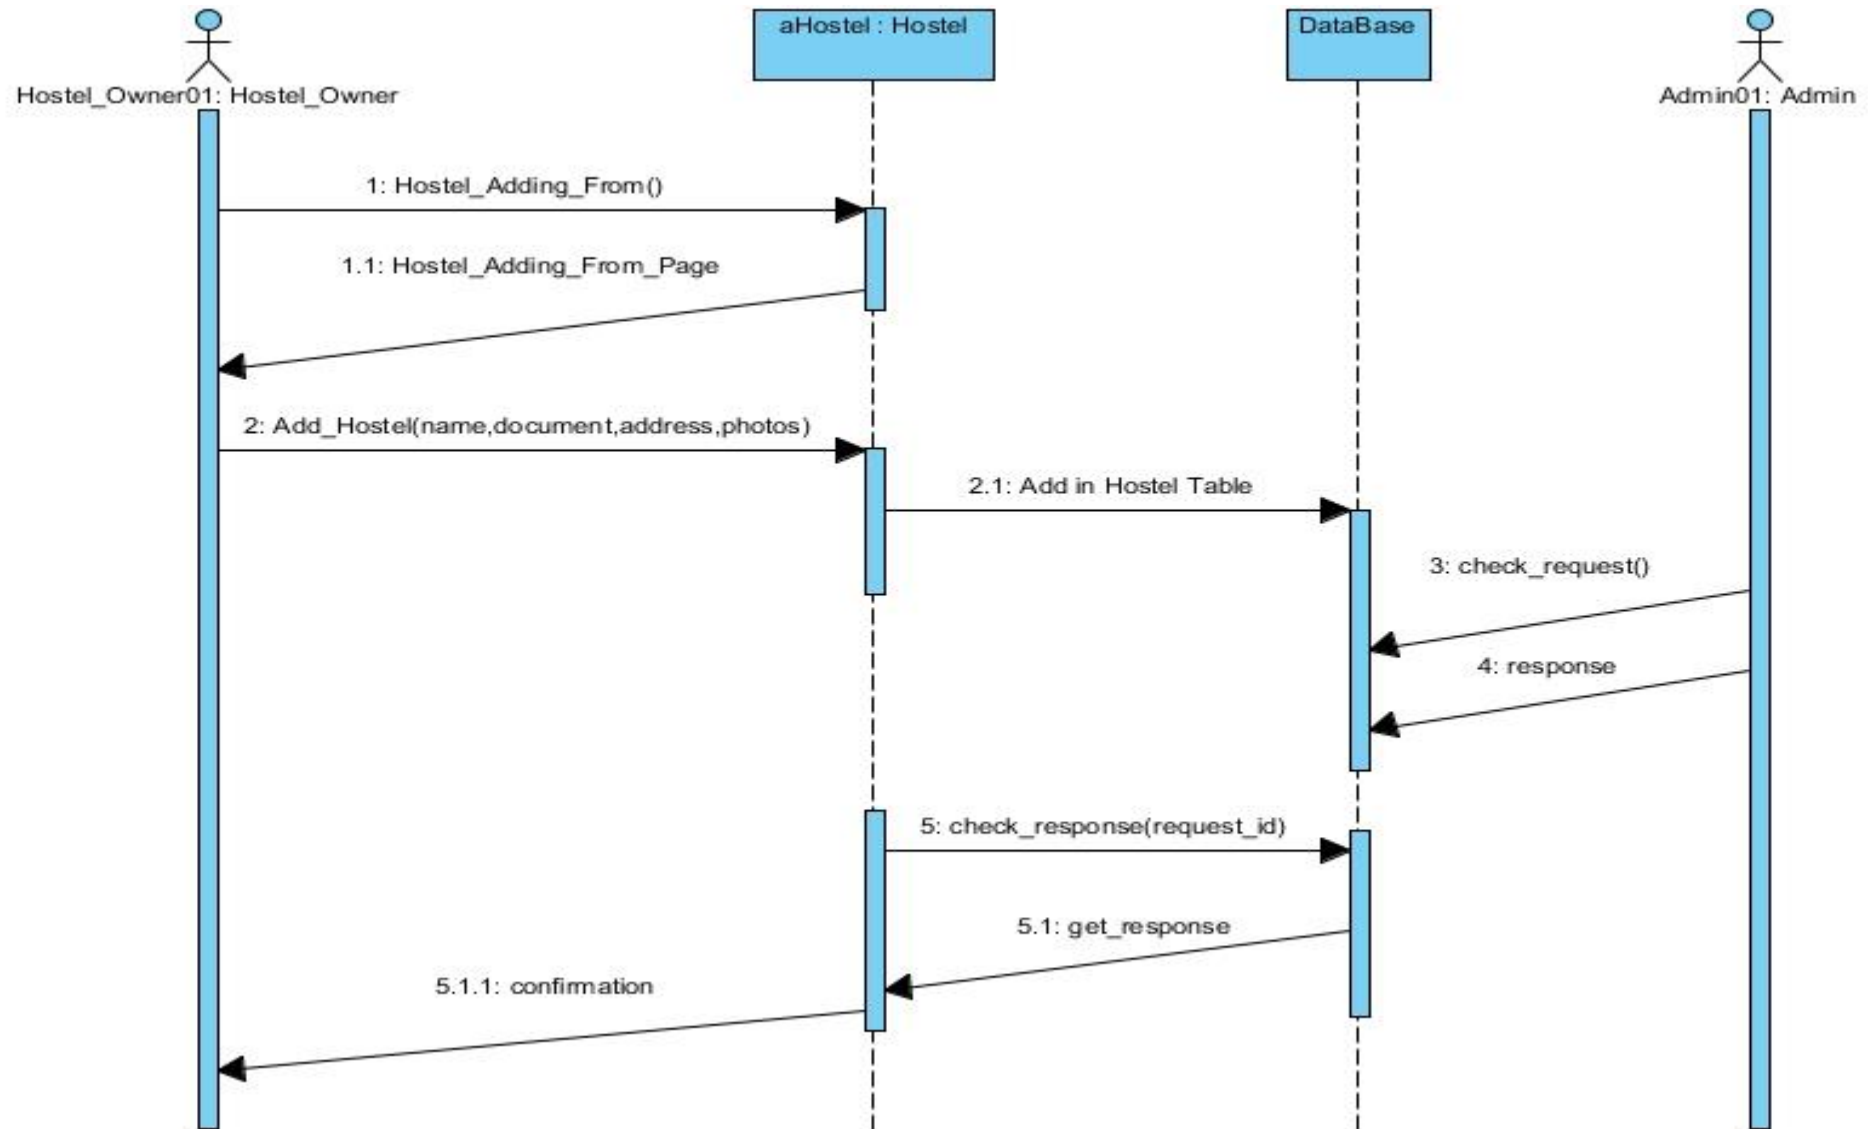 Hostel_Owner01: Hostel_Owner
aHostel : Hostel
DataBase
Admin01: Admin
1: Hostel_Adding_From()
1.1: Hostel_Adding_From_Page
2: Add_Hostel(name,document,address,photos)
2.1: Add in Hostel Table
3: check_request()
4: response
5: check_response(request_id)
5.1: get_response
5.1.1: confirmation